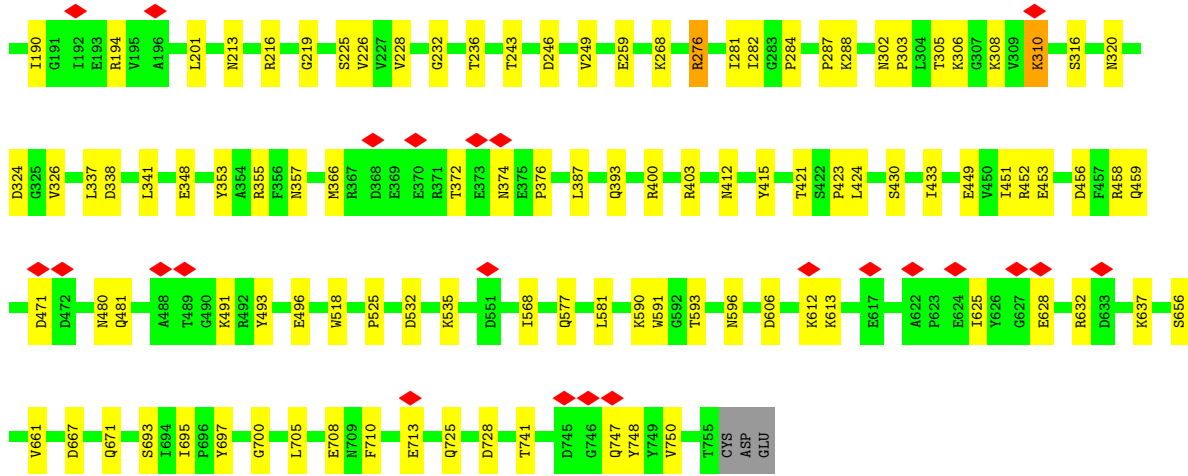 I190 G191 I192 E193 R194 V195 A196 L201 N213 R216 G219 S225 V226 V227 V228 G232 T236 T243 D246 V249 E259 K268 R276 I281 I282 G283 P284 P287 K288 N302 P303 L304 T305 K306 G307 K308 V309 K310 S316 N320
D324 G325 V326 L337 D338 L341 E348 Y353 A354 R355 F356 N357 M366 R367 D368 E369 E370 R371 T372 E373 N374 E375 P376 L387 Q393 R400 R403 N412 Y415 T421 S422 P423 L424 S430 I433 E449 V450 I451 R452 E453 D456 F457 R458 Q459
D471 D472 N480 Q481 A488 T489 G490 K491 R492 Y493 E496 W518 P525 D532 K535 D551 I568 Q577 L581 K590 W591 G592 T593 N596 D606 K612 K613 E617 A622 P623 E624 I625 Y626 G627 E628 R632 D633 K637 S656
V661 D667 Q671 S693 I694 I695 P696 Y697 G700 L705 E708 N709 F710 E713 Q725 D728 T741 D745 G746 Q747 Y748 Y749 V750 T755 CYS ASP GLU